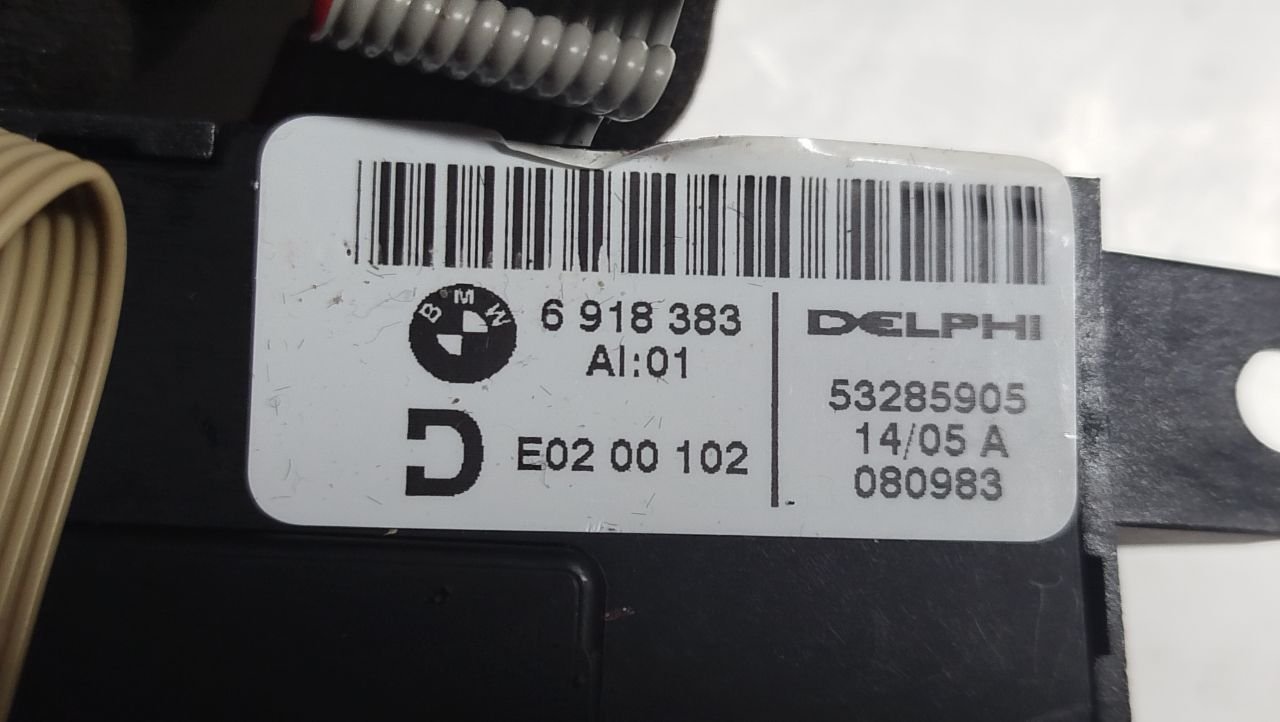 BMW
6 918 383
AI:01
D E02 00 102
DELPHI
53285905
14/05 A
080983